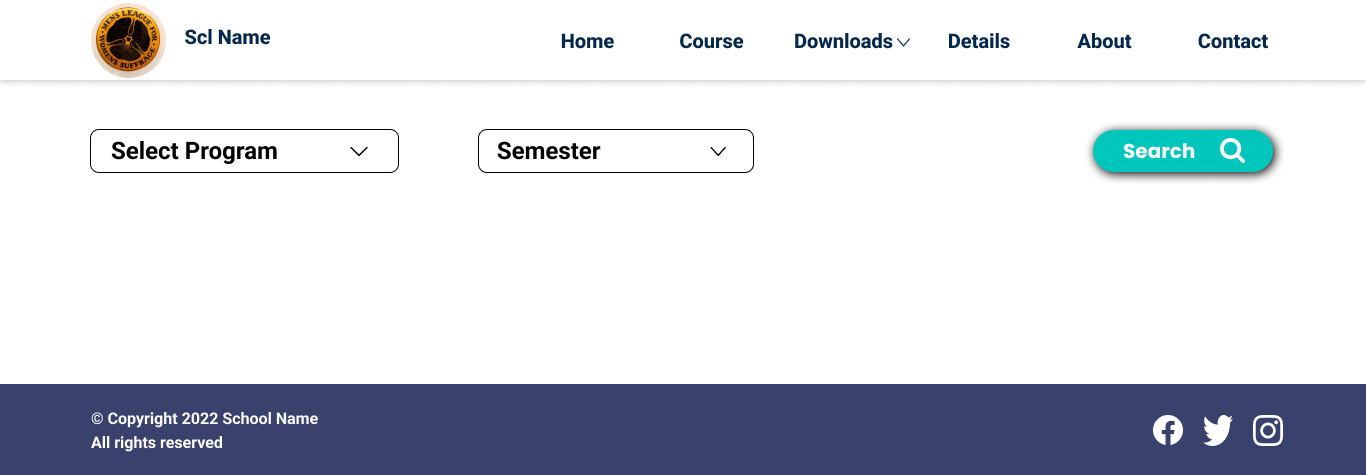 MEN'S LEAGUE FOR
WOMEN'S SUFFRAGE
Scl Name
Home Course Downloads Details About Contact
Select Program Semester Search
© Copyright 2022 School Name
All rights reserved